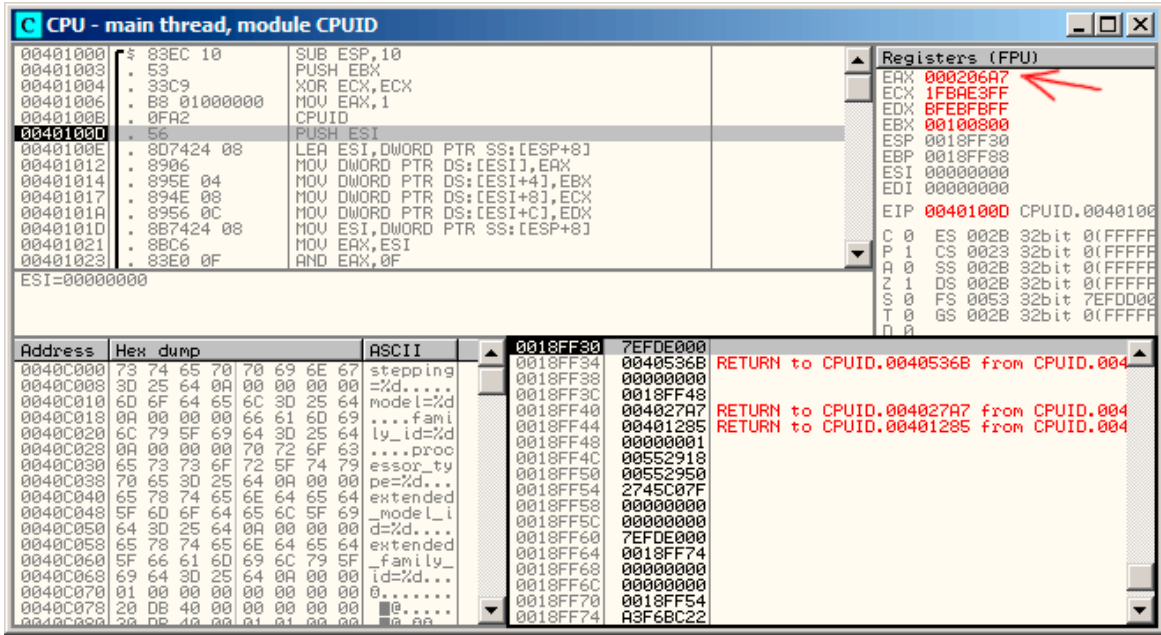 C CPU - main thread, module CPUID
00401000 $ 83EC 10 SUB ESP,10
00401003 . 53 PUSH EBX
00401004 . 33C9 XOR ECX,ECX
00401006 . B8 01000000 MOV EAX,1
0040100B . 0FA2 CPUID
0040100D . 56 PUSH ESI
0040100E . 8D7424 08 LEA ESI,DWORD PTR SS:[ESP+8]
00401012 . 8906 MOV DWORD PTR DS:[ESI],EAX
00401014 . 895E 04 MOV DWORD PTR DS:[ESI+4],EBX
00401017 . 894E 08 MOV DWORD PTR DS:[ESI+8],ECX
0040101A . 8956 0C MOV DWORD PTR DS:[ESI+C],EDX
0040101D . 8B7424 08 MOV ESI,DWORD PTR SS:[ESP+8]
00401021 . 8BC6 MOV EAX,ESI
00401023 . 83E0 0F AND EAX,0F
ESI=00000000
Registers (FPU)
EAX 000206A7
ECX 1FBAE3FF
EDX BFEBFBFF
EBX 00100800
ESP 0018FF30
EBP 0018FF88
ESI 00000000
EDI 00000000
EIP 0040100D CPUID.0040100
C 0 ES 002B 32bit 0(FFFFF
P 1 CS 0023 32bit 0(FFFFF
A 0 SS 002B 32bit 0(FFFFF
Z 1 DS 002B 32bit 0(FFFFF
S 0 FS 0053 32bit 7EFDD00
T 0 GS 002B 32bit 0(FFFFF
D 0
Address Hex dump ASCII
0040C000 73 74 65 70 70 69 6E 67 stepping
0040C008 3D 25 64 0A 00 00 00 00 =%d.....
0040C010 6D 6F 64 65 6C 3D 25 64 model=%d
0040C018 0A 00 00 00 66 61 6D 69 ....fami
0040C020 6C 79 5F 69 64 3D 25 64 ly_id=%d
0040C028 0A 00 00 00 70 72 6F 63 ....proc
0040C030 65 73 73 6F 72 5F 74 79 essor_ty
0040C038 70 65 3D 25 64 0A 00 00 pe=%d...
0040C040 65 78 74 65 6E 64 65 64 extended
0040C048 5F 6D 6F 64 65 6C 5F 69 _model_i
0040C050 64 3D 25 64 0A 00 00 00 d=%d....
0040C058 65 78 74 65 6E 64 65 64 extended
0040C060 5F 66 61 6D 69 6C 79 5F _family_
0040C068 69 64 3D 25 64 0A 00 00 id=%d...
0040C070 01 00 00 00 00 00 00 00
0040C078 20 DB 40 00 00 00 00 00
0018FF30 7EFDE000
0018FF34 0040536B RETURN to CPUID.0040536B from CPUID.004
0018FF38 00000000
0018FF3C 0018FF48
0018FF40 004027A7 RETURN to CPUID.004027A7 from CPUID.004
0018FF44 00401285 RETURN to CPUID.00401285 from CPUID.004
0018FF48 00000001
0018FF4C 00552918
0018FF50 00552950
0018FF54 2745C07F
0018FF58 00000000
0018FF5C 00000000
0018FF60 7EFDE000
0018FF64 0018FF74
0018FF68 00000000
0018FF6C 00000000
0018FF70 0018FF54
0018FF74 A3F6BC22